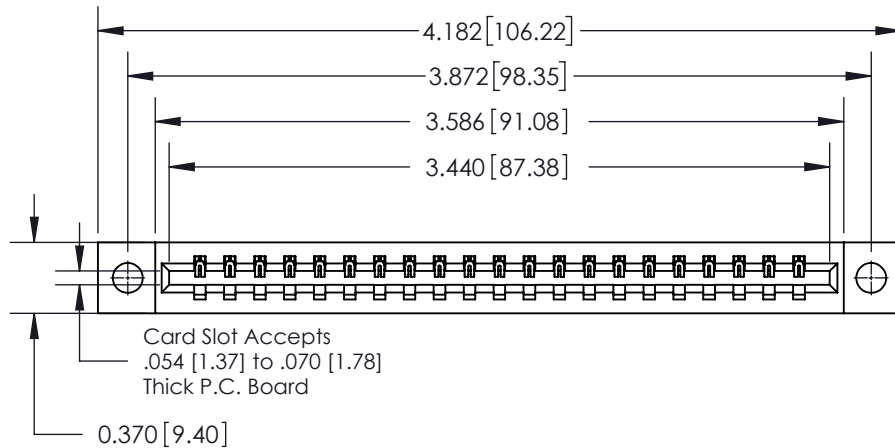 4.182[106.22]
3.872[98.35]
3.586[91.08]
3.440[87.38]
Card Slot Accepts
.054 [1.37] to .070 [1.78]
Thick P.C. Board
0.370[9.40]